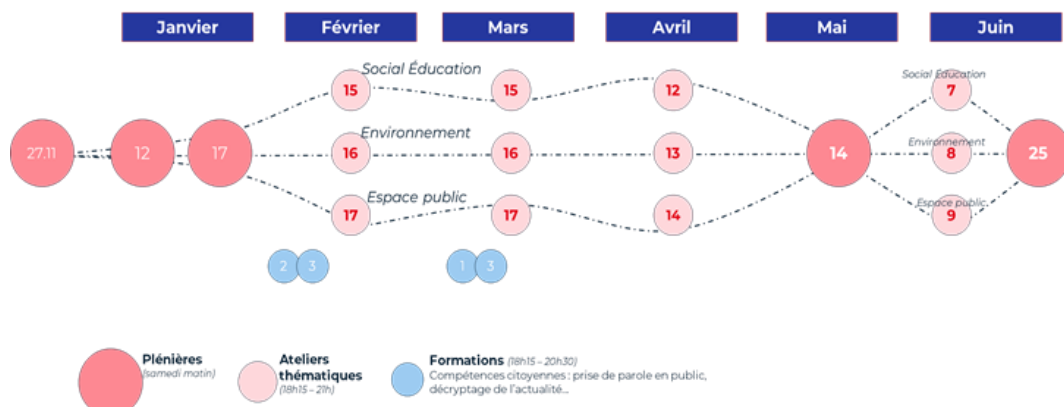 Janvier
Février
Mars
Avril
Mai
Juin
Social Éducation
15
15
12
Social Éducation
7
27.11
12
17
Environnement
16
16
13
14
Environnement
8
25
Espace public
17
17
14
Espace public
9
2
3
1
3
Plénières
(samedi matin)
Ateliers
thématiques
(18h15 – 21h)
Formations (18h15 – 20h30)
Compétences citoyennes : prise de parole en public,
décryptage de l'actualité...